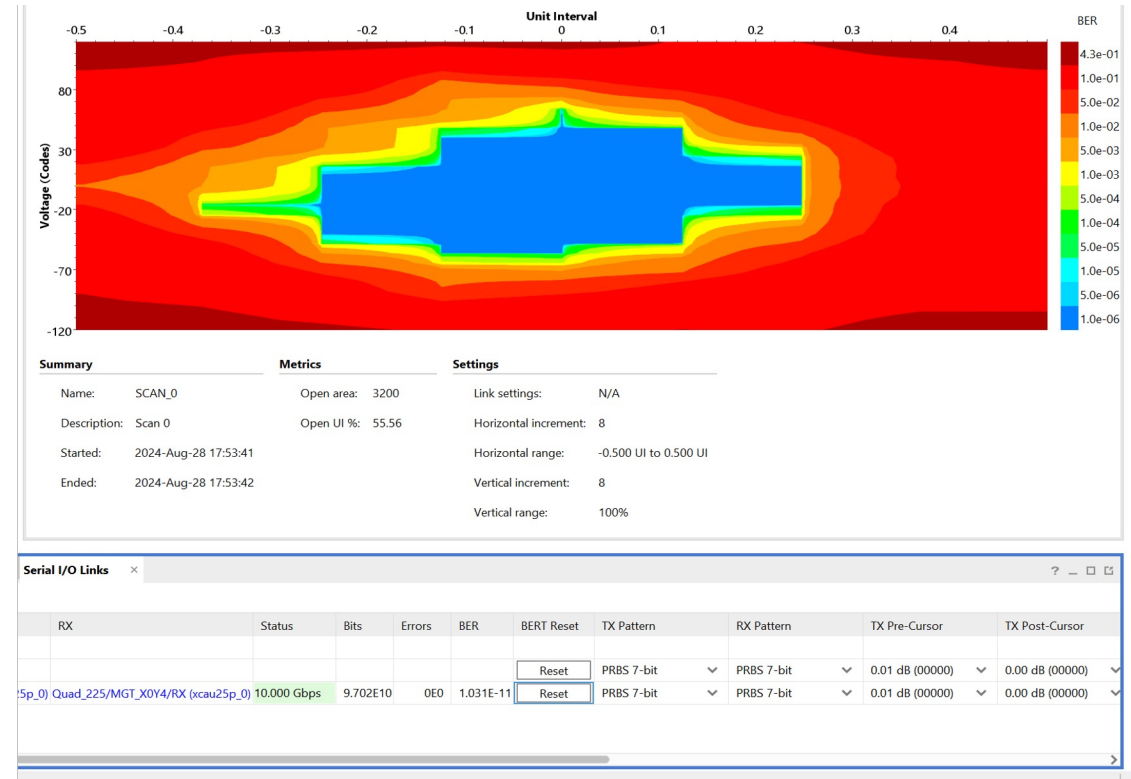 Unit Interval
BER
-0.5 -0.4 -0.3 -0.2 -0.1 0 0.1 0.2 0.3 0.4
Voltage (Codes)
80
30
-20
-70
-120
4.3e-01
1.0e-01
5.0e-02
1.0e-02
5.0e-03
1.0e-03
5.0e-04
1.0e-04
5.0e-05
1.0e-05
5.0e-06
1.0e-06
Summary Metrics Settings
Name: SCAN_0 Open area: 3200 Link settings: N/A
Description: Scan 0 Open UI %: 55.56 Horizontal increment: 8
Started: 2024-Aug-28 17:53:41 Horizontal range: -0.500 UI to 0.500 UI
Ended: 2024-Aug-28 17:53:42 Vertical increment: 8
Vertical range: 100%
Serial I/O Links × ?
RX Status Bits Errors BER BERT Reset TX Pattern RX Pattern TX Pre-Cursor TX Post-Cursor
Reset PRBS 7-bit PRBS 7-bit 0.01 dB (00000) 0.00 dB (00000)
25p_0) Quad_225/MGT_X0Y4/RX (xcau25p_0) 10.000 Gbps 9.702E10 0E0 1.031E-11 Reset PRBS 7-bit PRBS 7-bit 0.01 dB (00000) 0.00 dB (00000)